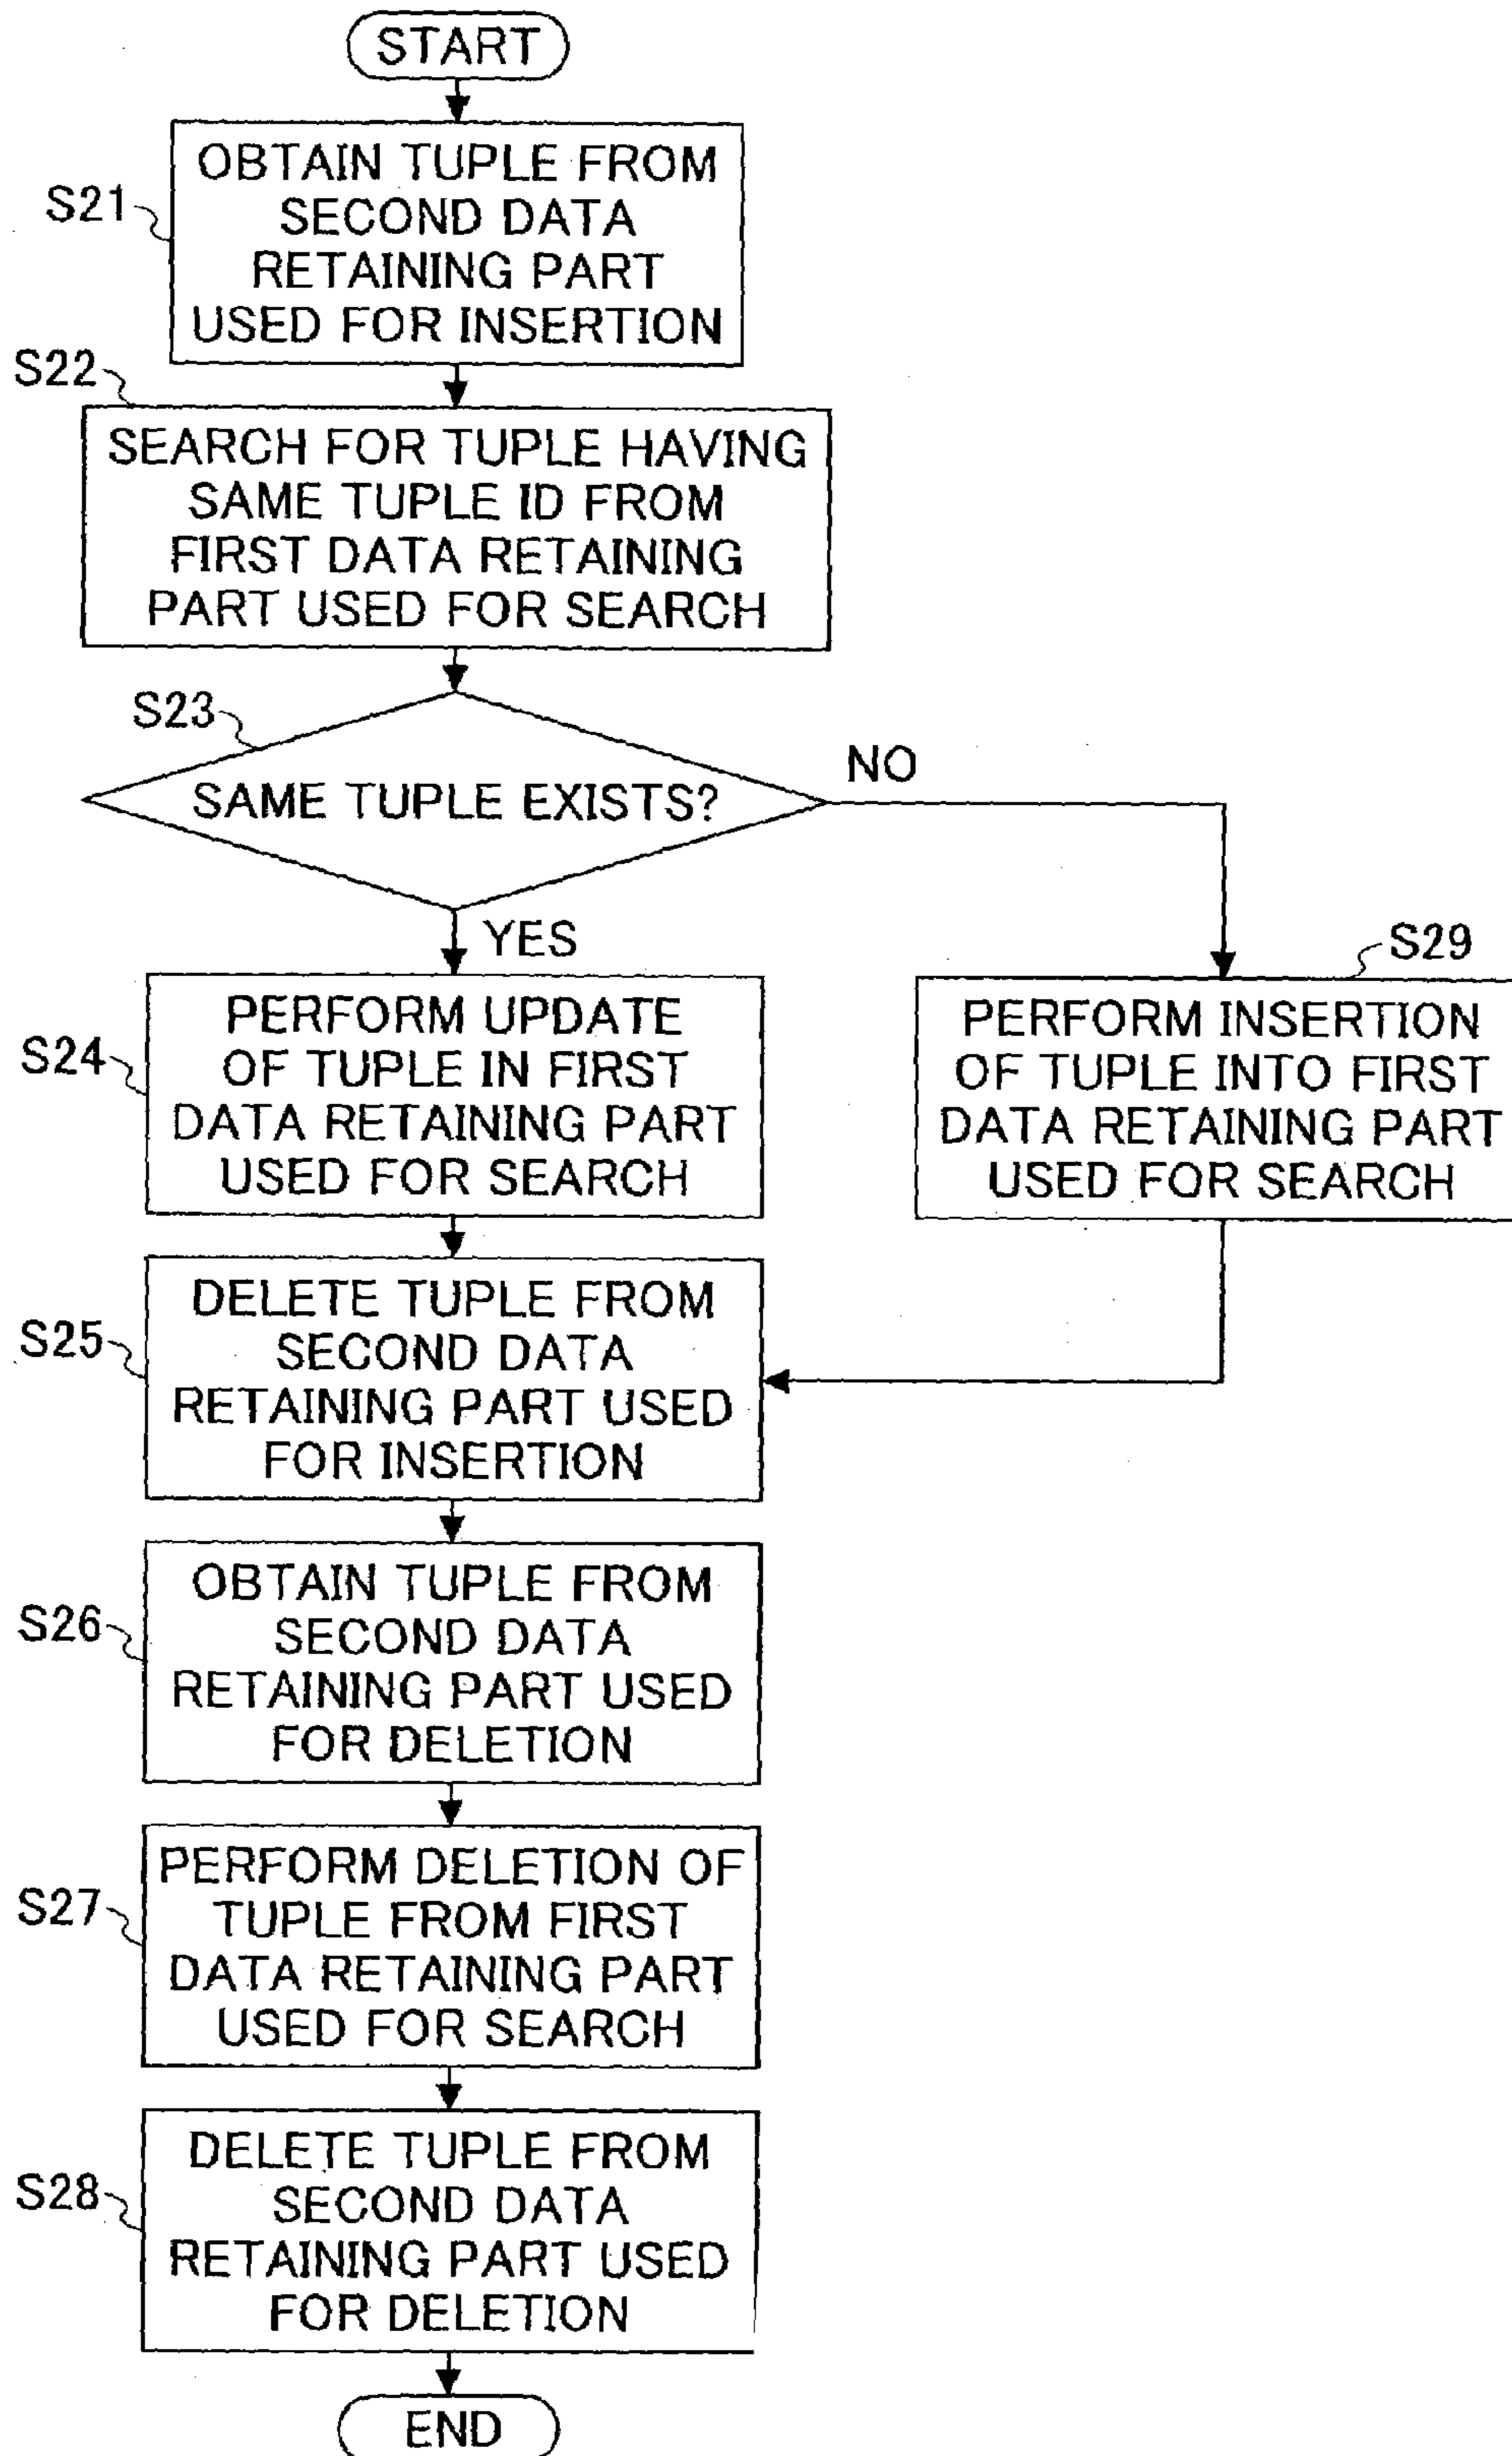 START
S21
OBTAIN TUPLE FROM
SECOND DATA
RETAINING PART
USED FOR INSERTION
S22
SEARCH FOR TUPLE HAVING
SAME TUPLE ID FROM
FIRST DATA RETAINING
PART USED FOR SEARCH
S23
SAME TUPLE EXISTS?
NO
YES
S24
PERFORM UPDATE
OF TUPLE IN FIRST
DATA RETAINING PART
USED FOR SEARCH
S29
PERFORM INSERTION
OF TUPLE INTO FIRST
DATA RETAINING PART
USED FOR SEARCH
S25
DELETE TUPLE FROM
SECOND DATA
RETAINING PART USED
FOR INSERTION
S26
OBTAIN TUPLE FROM
SECOND DATA
RETAINING PART USED
FOR DELETION
S27
PERFORM DELETION OF
TUPLE FROM FIRST
DATA RETAINING PART
USED FOR SEARCH
S28
DELETE TUPLE FROM
SECOND DATA
RETAINING PART USED
FOR DELETION
END